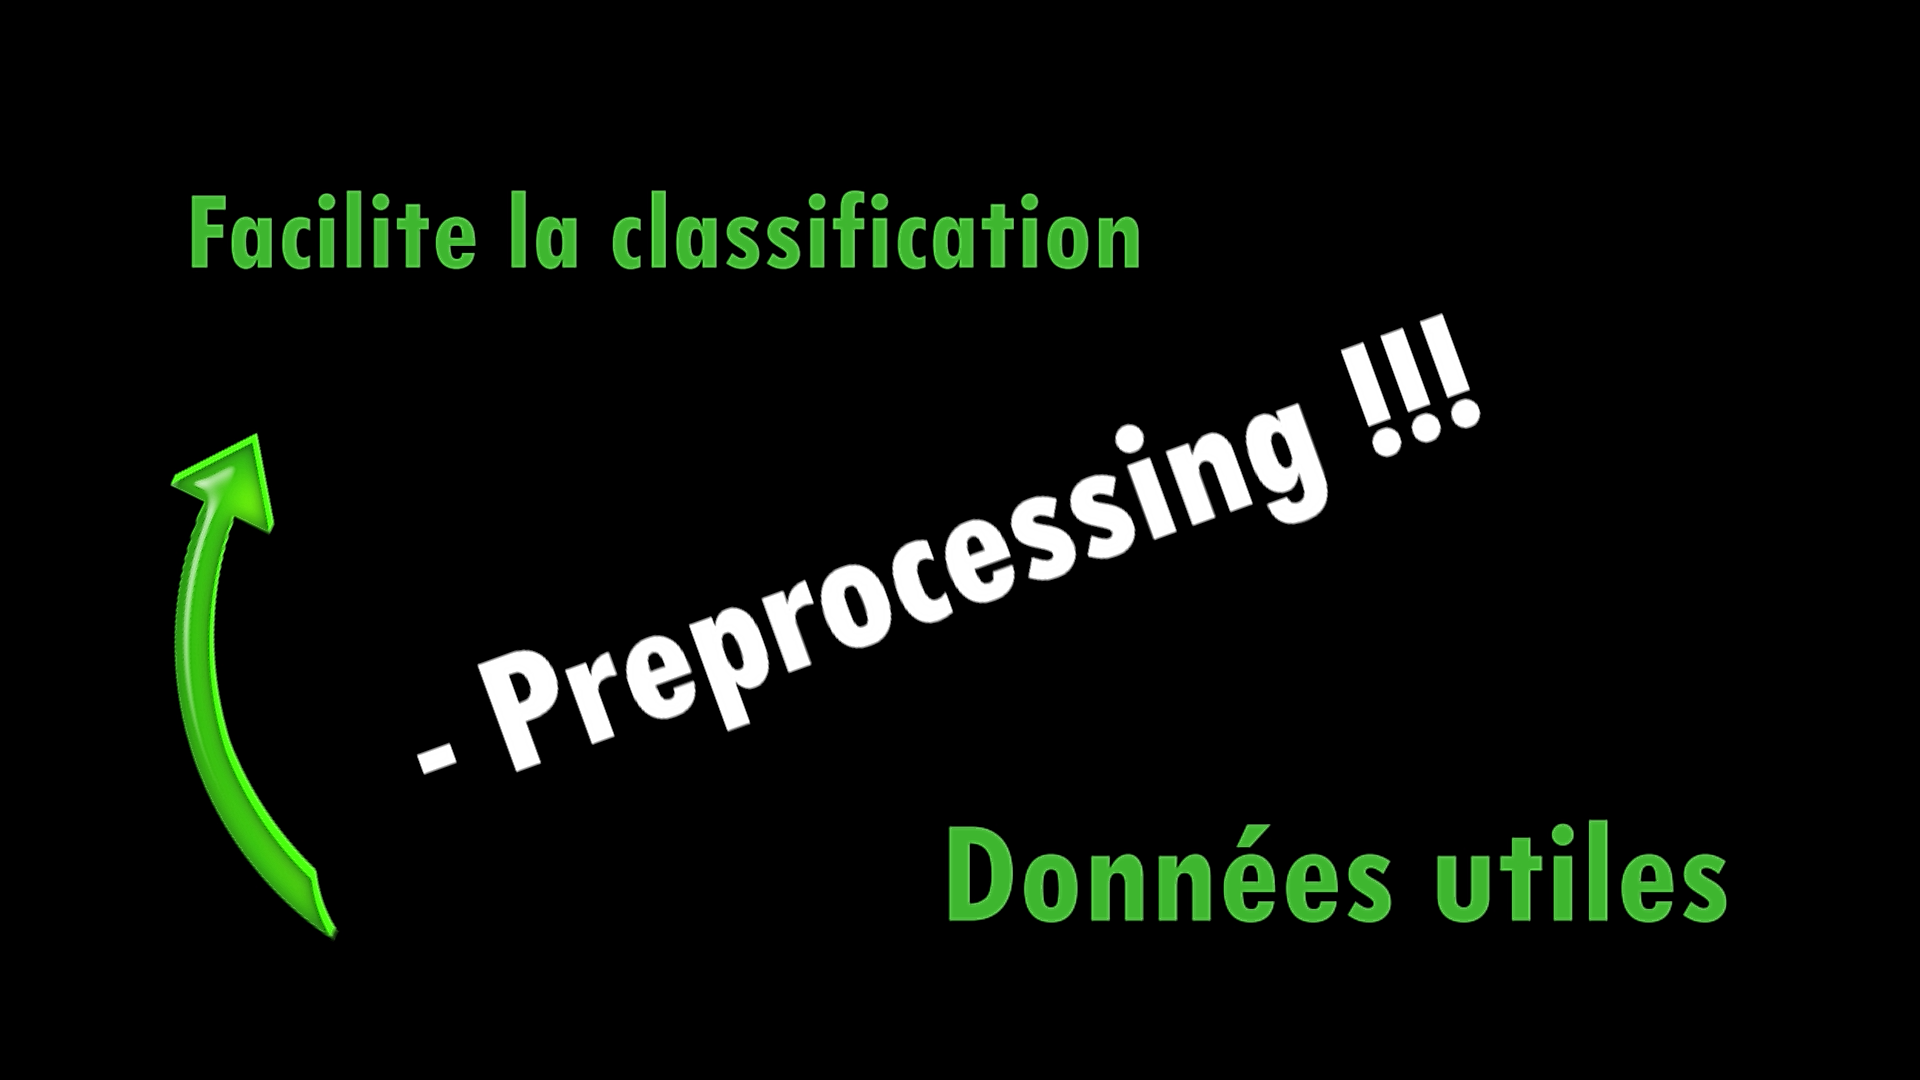 Facilite la classification
- Preprocessing !!!
Données utiles